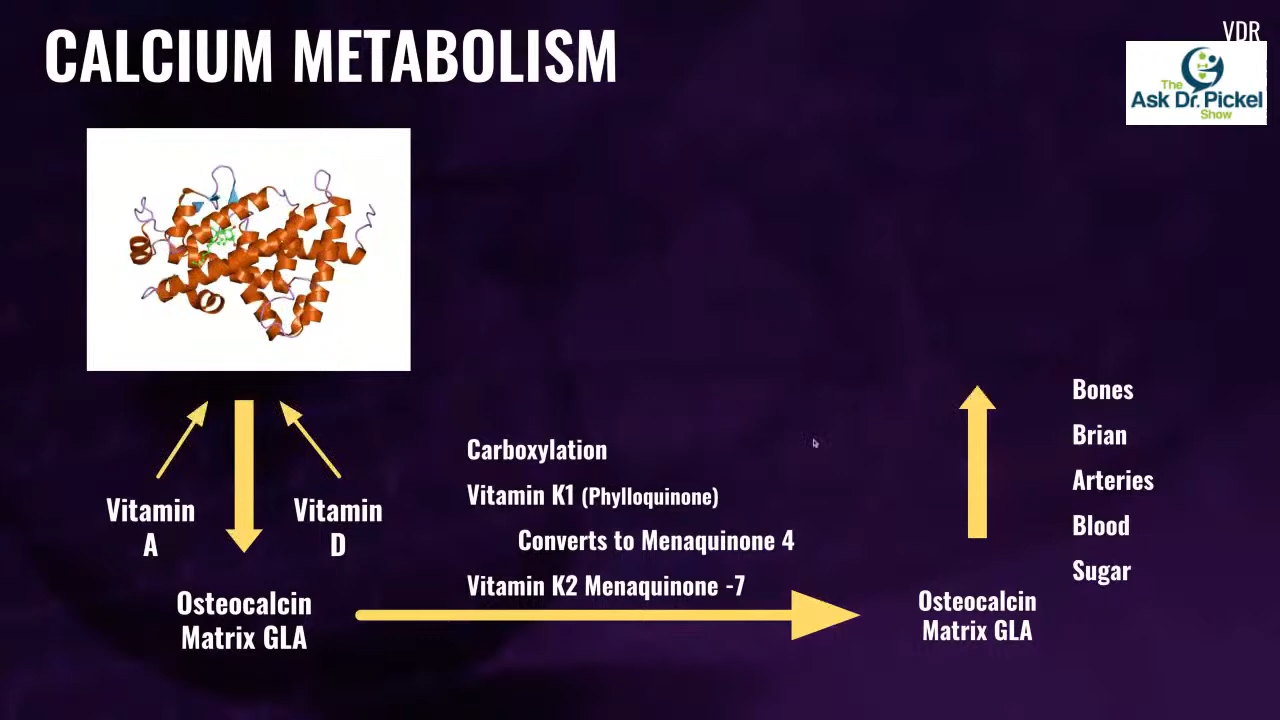 CALCIUM METABOLISM
VDR
The
Ask Dr. Pickel
Show
Vitamin
A
Vitamin
D
Osteocalcin
Matrix GLA
Carboxylation
Vitamin K1 (Phylloquinone)
Converts to Menaquinone 4
Vitamin K2 Menaquinone -7
Bones
Brian
Arteries
Blood
Sugar
Osteocalcin
Matrix GLA